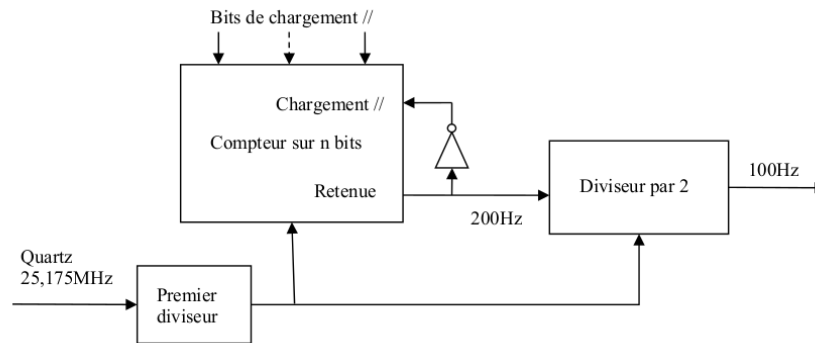 Bits de chargement //
Chargement //
Compteur sur n bits
Retenue
Diviseur par 2
100Hz
200Hz
Quartz
25,175MHz
Premier
diviseur